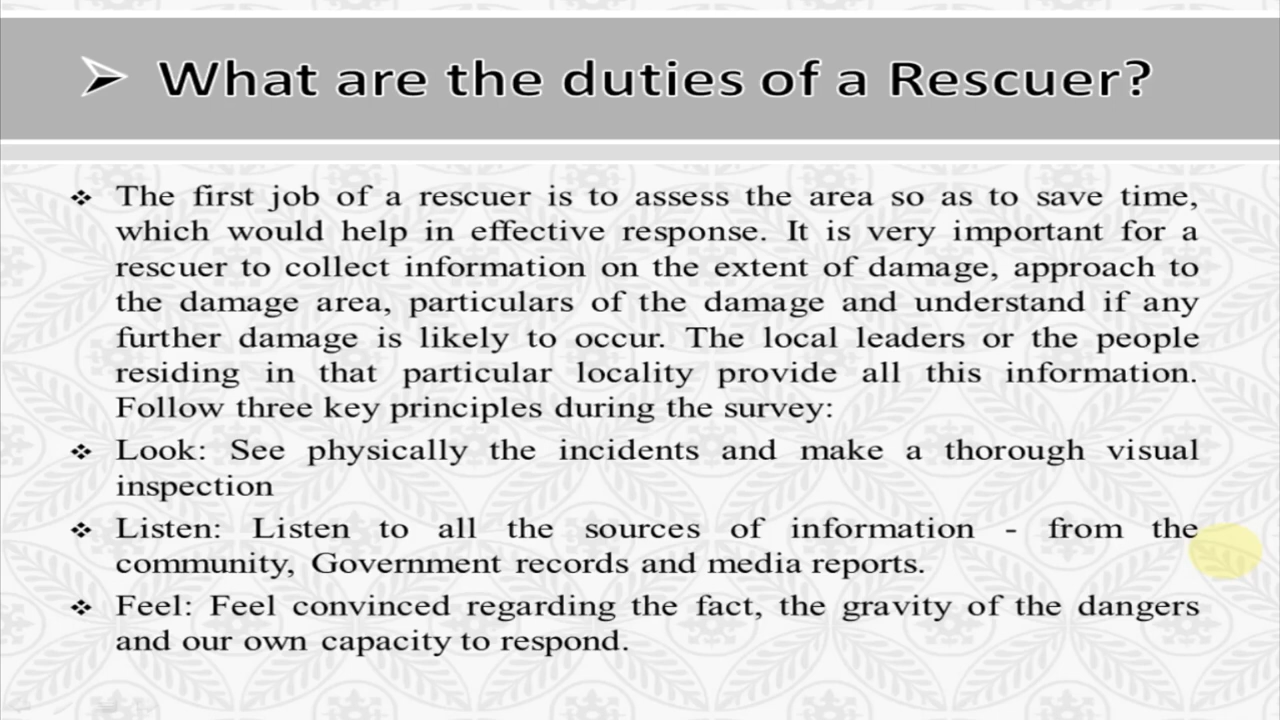 What are the duties of a Rescuer?
The first job of a rescuer is to assess the area so as to save time,
which would help in effective response. It is very important for a
rescuer to collect information on the extent of damage, approach to
the damage area, particulars of the damage and understand if any
further damage is likely to occur. The local leaders or the people
residing in that particular locality provide all this information.
Follow three key principles during the survey:
Look: See physically the incidents and make a thorough visual
inspection
Listen: Listen to all the sources of information - from the
community, Government records and media reports.
Feel: Feel convinced regarding the fact, the gravity of the dangers
and our own capacity to respond.